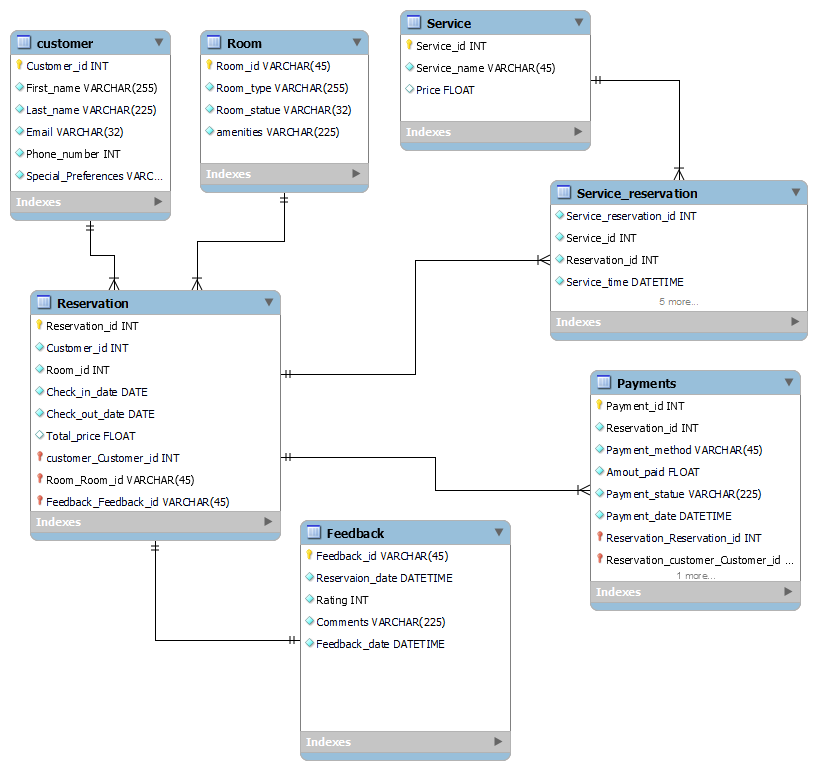 customer
Customer_id INT
First_name VARCHAR(255)
Last_name VARCHAR(225)
Email VARCHAR(32)
Phone_number INT
Special_Preferences VARC...
Indexes
Room
Room_id VARCHAR(45)
Room_type VARCHAR(255)
Room_statue VARCHAR(32)
amenities VARCHAR(225)
Indexes
Service
Service_id INT
Service_name VARCHAR(45)
Price FLOAT
Indexes
Service_reservation
Service_reservation_id INT
Service_id INT
Reservation_id INT
Service_time DATETIME
5 more...
Indexes
Reservation
Reservation_id INT
Customer_id INT
Room_id INT
Check_in_date DATE
Check_out_date DATE
Total_price FLOAT
customer_Customer_id INT
Room_Room_id VARCHAR(45)
Feedback_Feedback_id VARCHAR(45)
Indexes
Payments
Payment_id INT
Reservation_id INT
Payment_method VARCHAR(45)
Amout_paid FLOAT
Payment_statue VARCHAR(225)
Payment_date DATETIME
Reservation_Reservation_id INT
Reservation_customer_Customer_id ...
1 more...
Indexes
Feedback
Feedback_id VARCHAR(45)
Reservaion_date DATETIME
Rating INT
Comments VARCHAR(225)
Feedback_date DATETIME
Indexes